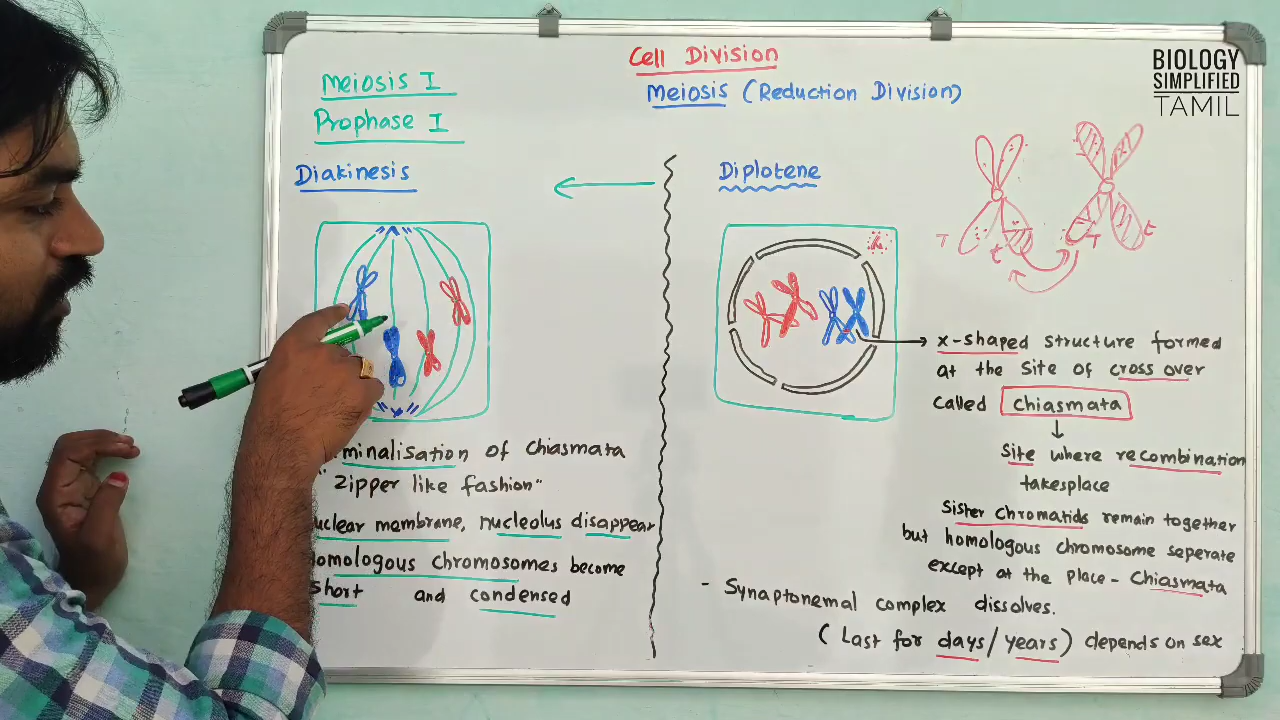 Cell Division
Meiosis (Reduction Division)
BIOLOGY
SIMPLIFIED
TAMIL
Meiosis I
Prophase I
Diakinesis
minalisation of Chiasmata
"Zipper like fashion"
uclear membrane, nucleolus disappear
omologous chromosomes become
Short and condensed
Diplotene
T
t
T
t
x-shaped structure formed
at the site of cross over
called Chiasmata
Site where recombination
takesplace
Sister chromatids remain together
but homologous chromosome seperate
except at the place - Chiasmata
- Synaptonemal complex dissolves.
(Last for days/years) depends on sex